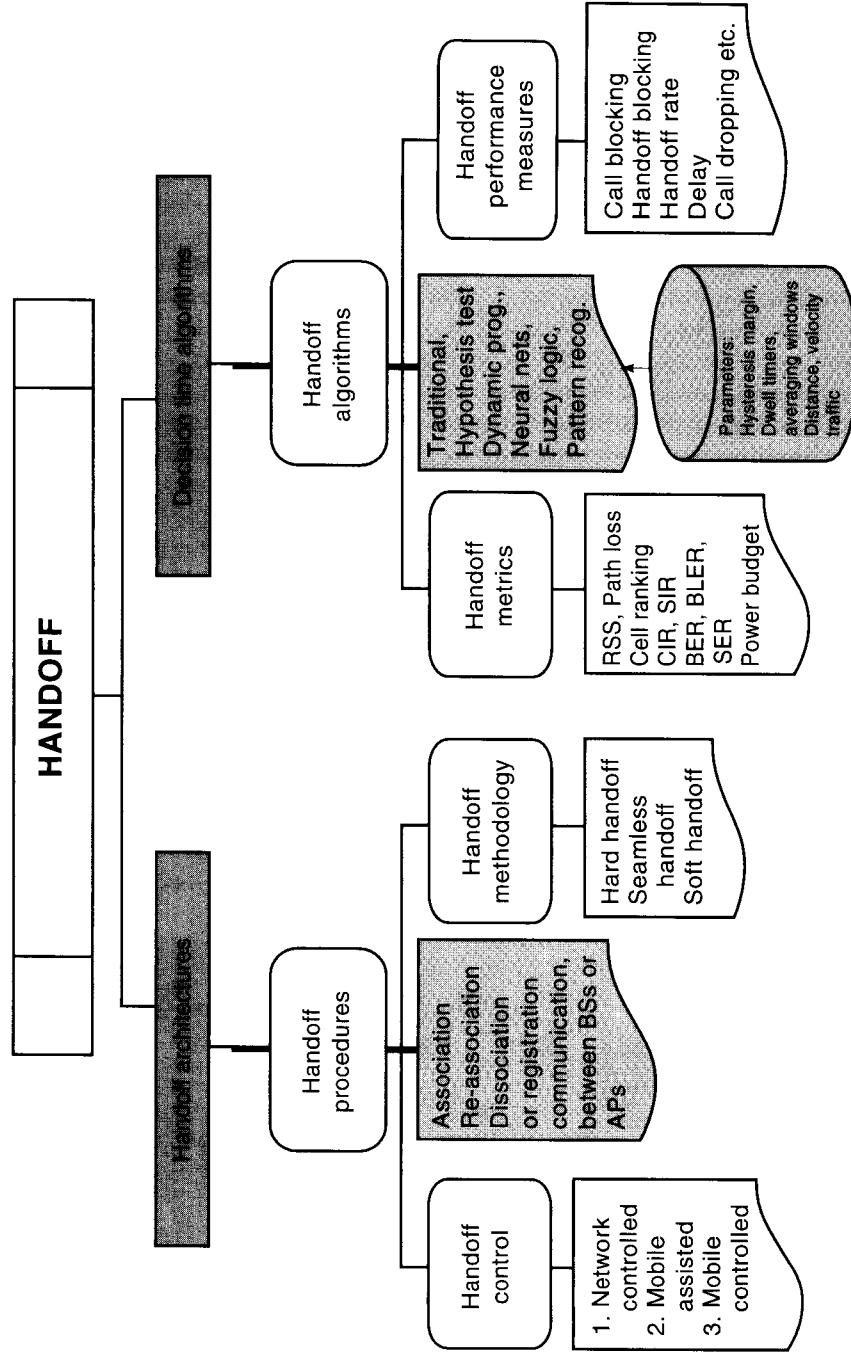 HANDOFF
Handoff architectures
Decision time algorithms
Handoff
procedures
Handoff
algorithms
Handoff
control
Association
Re-association
Dissociation
or registration
communication,
between BSs or
APs
Handoff
methodology
Handoff
metrics
Traditional,
Hypothesis test
Dynamic prog.,
Neural nets,
Fuzzy logic,
Pattern recog.
Handoff
performance
measures
1. Network
controlled
2. Mobile
assisted
3. Mobile
controlled
Hard handoff
Seamless
handoff
Soft handoff
RSS, Path loss
Cell ranking
CIR, SIR
BER, BLER,
SER
Power budget
Parameters:
Hysteresis margin,
Dwell timers,
averaging windows
Distance, velocity
traffic
Call blocking
Handoff blocking
Handoff rate
Delay
Call dropping etc.